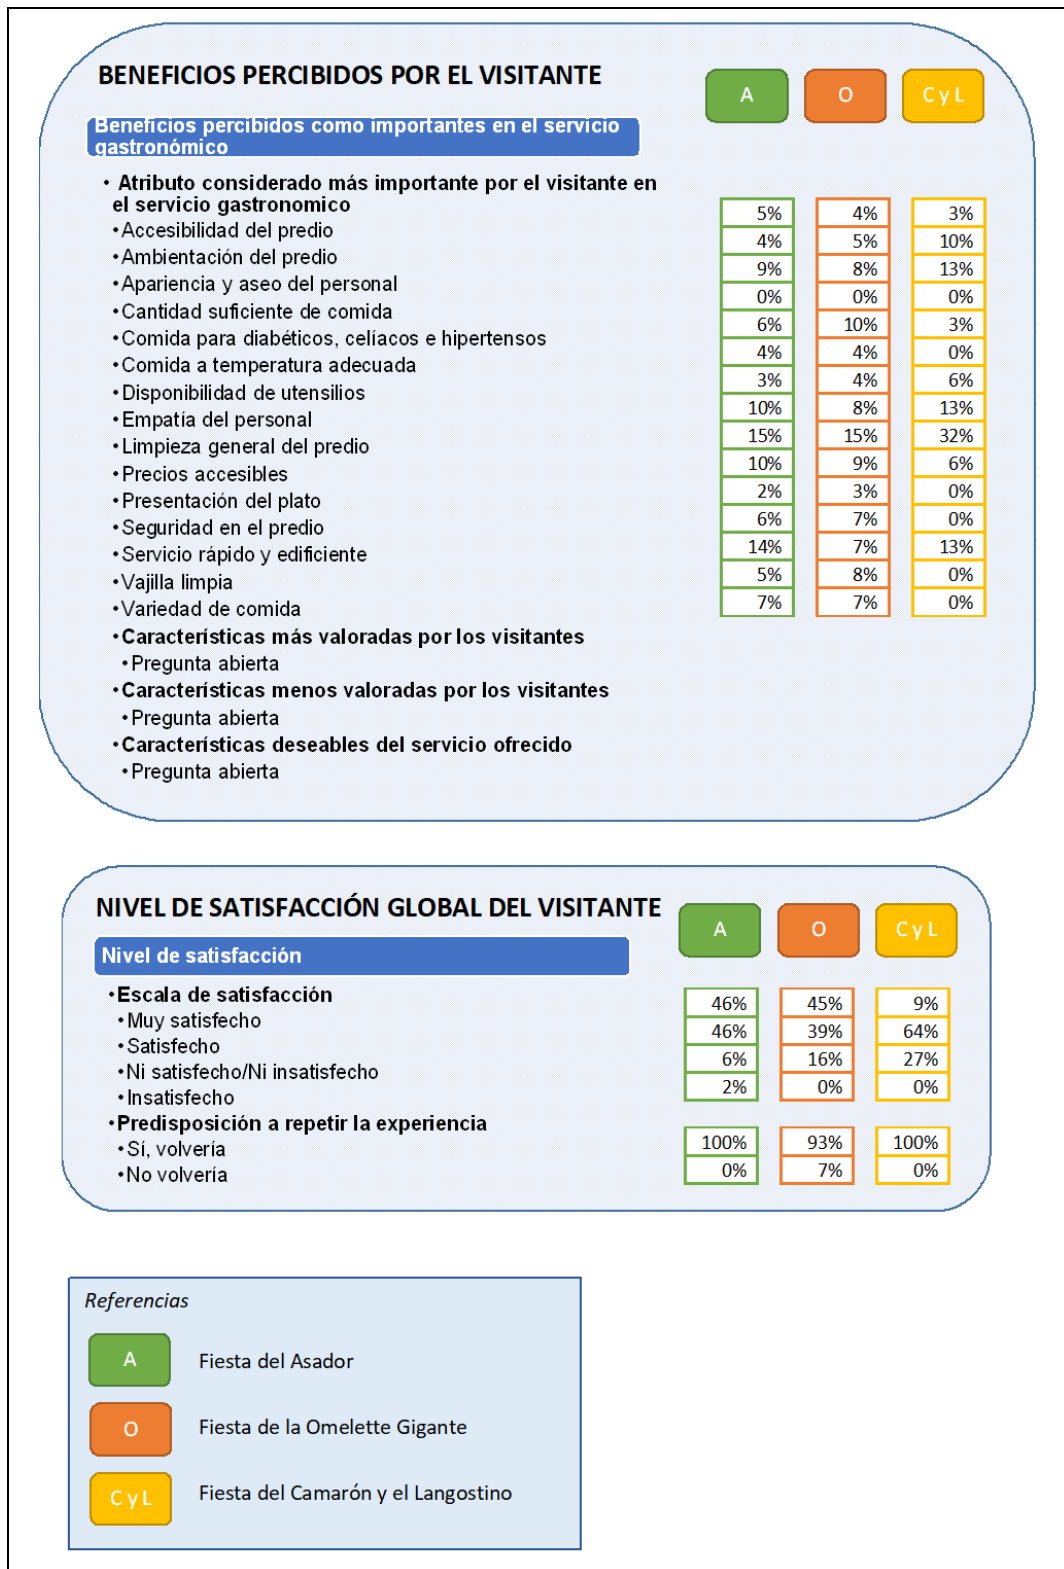 BENEFICIOS PERCIBIDOS POR EL VISITANTE
A O C y L
Beneficios percibidos como importantes en el servicio
gastronómico
• Atributo considerado más importante por el visitante en
el servicio gastronomico
5% 4% 3%
•Accesibilidad del predio
4% 5% 10%
•Ambientación del predio
9% 8% 13%
•Apariencia y aseo del personal
0% 0% 0%
•Cantidad suficiente de comida
6% 10% 3%
•Comida para diabéticos, celíacos e hipertensos
4% 4% 0%
•Comida a temperatura adecuada
3% 4% 6%
•Disponibilidad de utensilios
10% 8% 13%
•Empatía del personal
15% 15% 32%
•Limpieza general del predio
10% 9% 6%
•Precios accesibles
2% 3% 0%
•Presentación del plato
6% 7% 0%
•Seguridad en el predio
14% 7% 13%
•Servicio rápido y edificiente
5% 8% 0%
•Vajilla limpia
7% 7% 0%
•Variedad de comida
•Características más valoradas por los visitantes
•Pregunta abierta
•Características menos valoradas por los visitantes
•Pregunta abierta
•Características deseables del servicio ofrecido
•Pregunta abierta
NIVEL DE SATISFACCIÓN GLOBAL DEL VISITANTE
A O C y L
Nivel de satisfacción
•Escala de satisfacción
46% 45% 9%
•Muy satisfecho
46% 39% 64%
•Satisfecho
6% 16% 27%
•Ni satisfecho/Ni insatisfecho
2% 0% 0%
•Insatisfecho
•Predisposición a repetir la experiencia
100% 93% 100%
•Sí, volvería
0% 7% 0%
•No volvería
Referencias
A Fiesta del Asador
O Fiesta de la Omelette Gigante
C y L Fiesta del Camarón y el Langostino